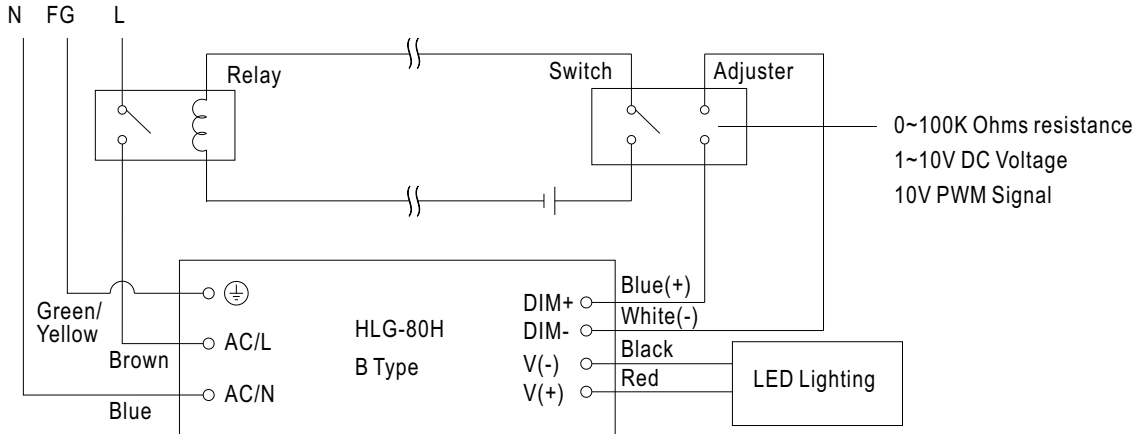 N FG L
Relay
Switch
Adjuster
0~100K Ohms resistance
1~10V DC Voltage
10V PWM Signal
Green/
Yellow
Brown
Blue
AC/L
AC/N
HLG-80H
B Type
DIM+
DIM-
V(-)
V(+)
Blue(+)
White(-)
Black
Red
LED Lighting